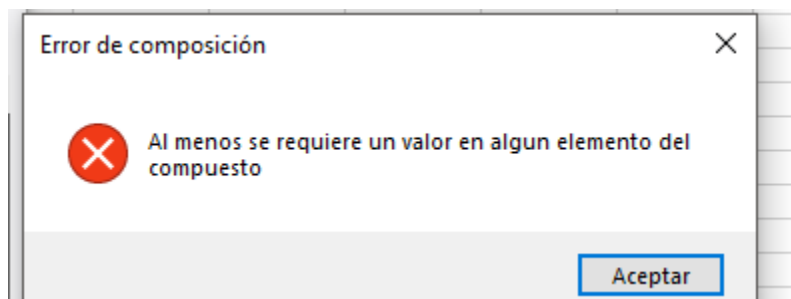 Error de composición
Al menos se requiere un valor en algun elemento del
compuesto
Aceptar